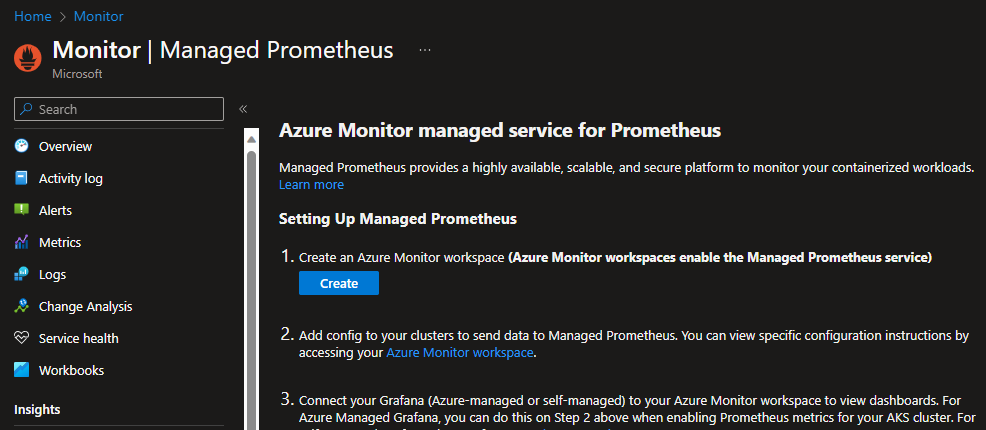 Home > Monitor
Monitor | Managed Prometheus ...
Microsoft
Search «
Overview
Activity log
Alerts
Metrics
Logs
Change Analysis
Service health
Workbooks
Insights
Azure Monitor managed service for Prometheus
Managed Prometheus provides a highly available, scalable, and secure platform to monitor your containerized workloads.
Learn more
Setting Up Managed Prometheus
1. Create an Azure Monitor workspace (Azure Monitor workspaces enable the Managed Prometheus service)
Create
2. Add config to your clusters to send data to Managed Prometheus. You can view specific configuration instructions by
accessing your Azure Monitor workspace.
3. Connect your Grafana (Azure-managed or self-managed) to your Azure Monitor workspace to view dashboards. For
Azure Managed Grafana, you can do this on Step 2 above when enabling Prometheus metrics for your AKS cluster. For